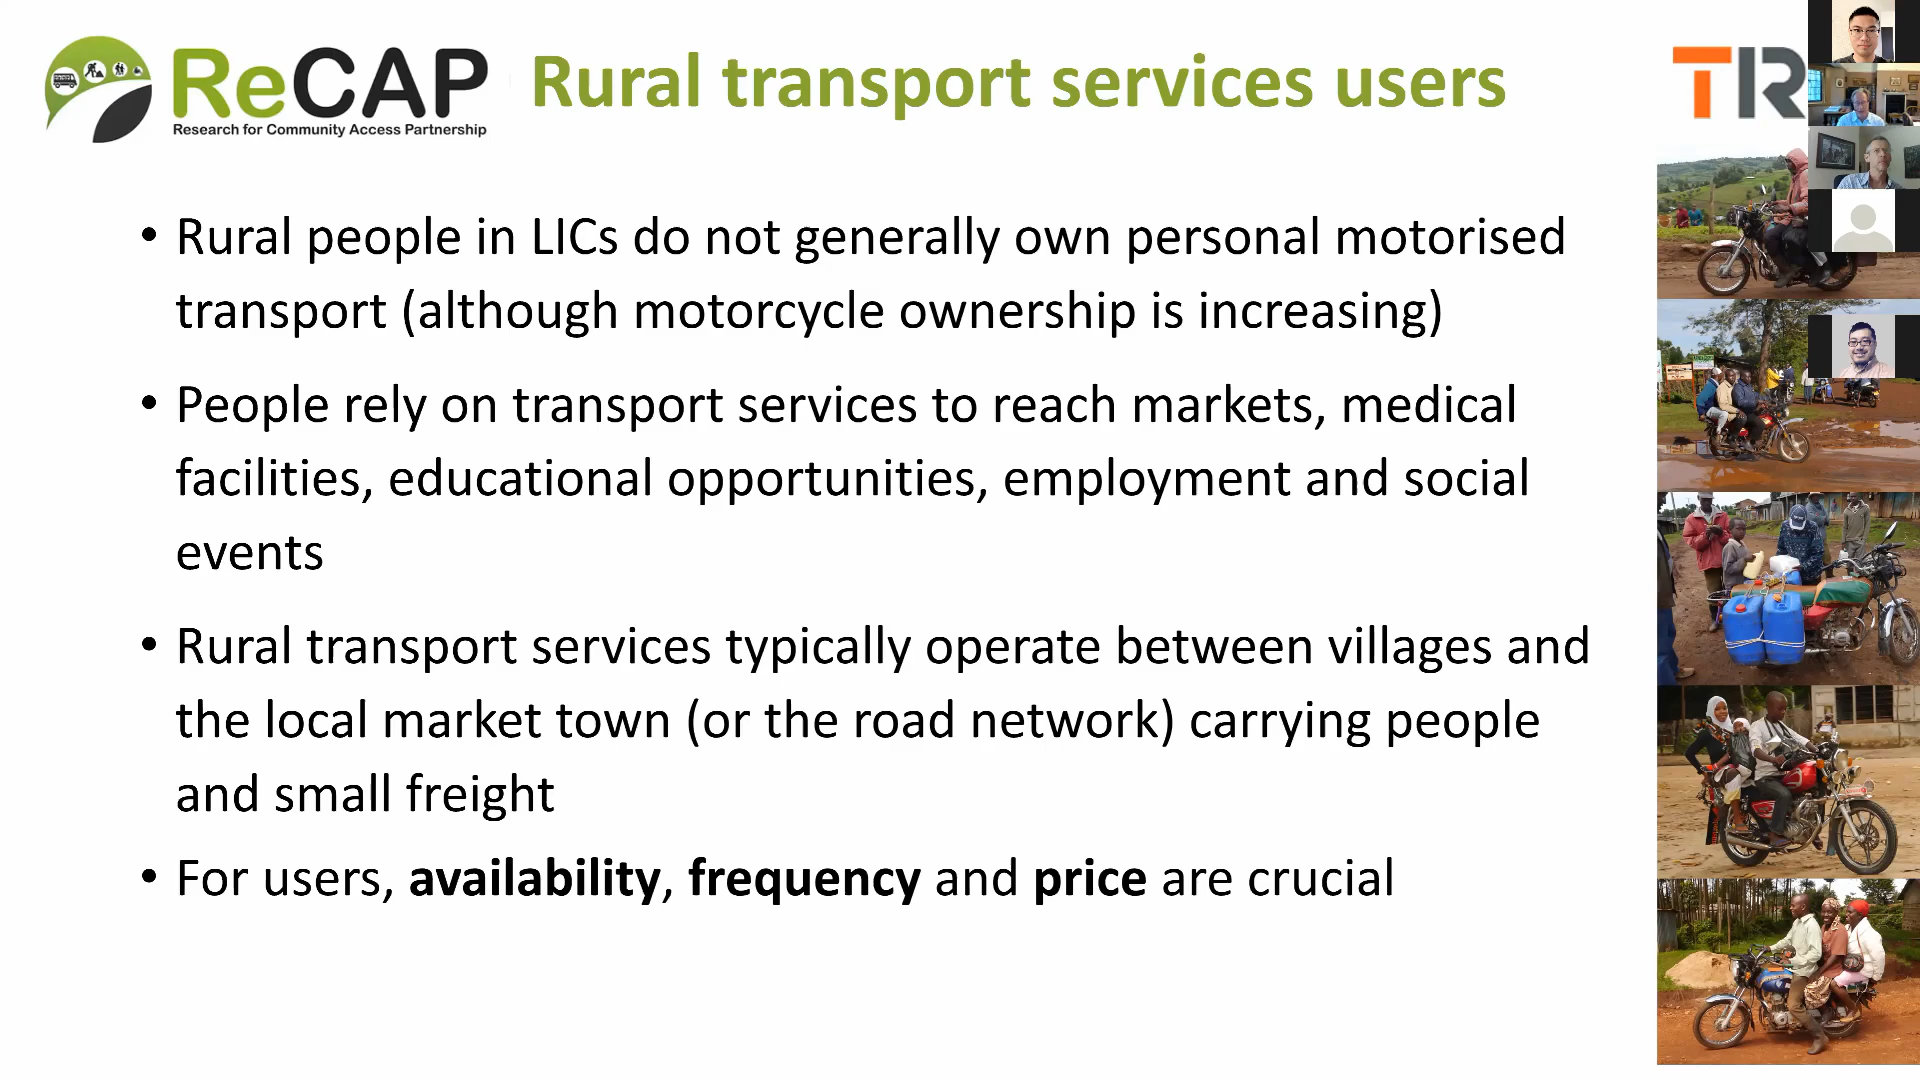 ReCAP
Research for Community Access Partnership
Rural transport services users
TR
• Rural people in LICs do not generally own personal motorised
transport (although motorcycle ownership is increasing)
• People rely on transport services to reach markets, medical
facilities, educational opportunities, employment and social
events
• Rural transport services typically operate between villages and
the local market town (or the road network) carrying people
and small freight
• For users, availability, frequency and price are crucial